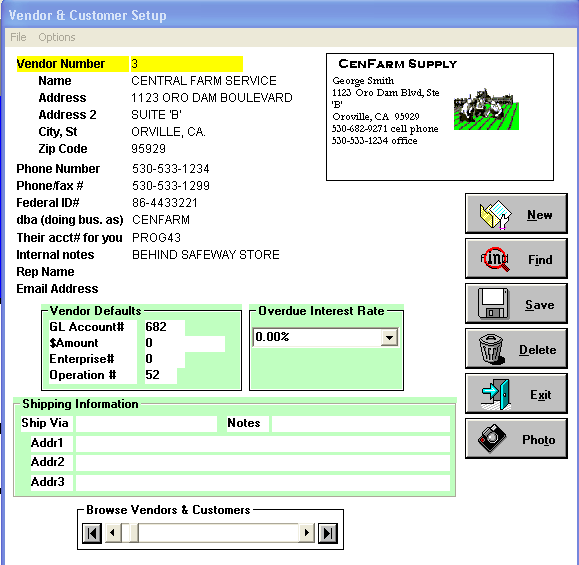 Vendor & Customer Setup
File Options
Vendor Number 3
Name CENTRAL FARM SERVICE
Address 1123 ORO DAM BOULEVARD
Address 2 SUITE 'B'
City, St ORVILLE, CA.
Zip Code 95929
Phone Number 530-533-1234
Phone/fax # 530-533-1299
Federal ID# 86-4433221
dba (doing bus. as) CENFARM
Their acct# for you PROG43
Internal notes BEHIND SAFEWAY STORE
Rep Name
Email Address
CENFARM SUPPLY
George Smith
1123 Oro Dam Blvd, Ste
'B'
Oroville, CA 95929
530-682-9271 cell phone
530-533-1234 office
New
Find
Save
Delete
Exit
Photo
Vendor Defaults
GL Account# 682
$Amount 0
Enterprise# 0
Operation # 52
Overdue Interest Rate
0.00%
Shipping Information
Ship Via Notes
Addr1
Addr2
Addr3
Browse Vendors & Customers